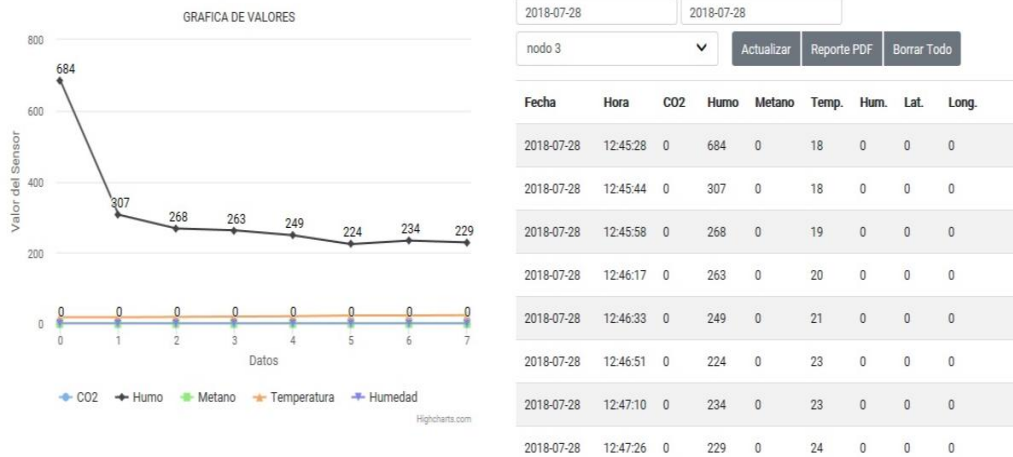 GRAFICA DE VALORES
800
600
400
200
0
Valor del Sensor
684
307
268
263
249
224
234
229
0 0 0 0 0 0 0 0
0 1 2 3 4 5 6 7
Datos
CO2 Humo Metano Temperatura Humedad
Highcharts.com
2018-07-28 2018-07-28
nodo 3 Actualizar Reporte PDF Borrar Todo
Fecha Hora CO2 Humo Metano Temp. Hum. Lat. Long.
2018-07-28 12:45:28 0 684 0 18 0 0 0
2018-07-28 12:45:44 0 307 0 18 0 0 0
2018-07-28 12:45:58 0 268 0 19 0 0 0
2018-07-28 12:46:17 0 263 0 20 0 0 0
2018-07-28 12:46:33 0 249 0 21 0 0 0
2018-07-28 12:46:51 0 224 0 23 0 0 0
2018-07-28 12:47:10 0 234 0 23 0 0 0
2018-07-28 12:47:26 0 229 0 24 0 0 0